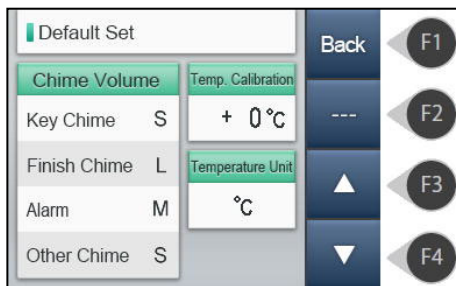 Default Set
Chime Volume
Key Chime S
Finish Chime L
Alarm M
Other Chime S
Temp. Calibration
+ 0°C
Temperature Unit
°C
Back
---
▲
▼
F1
F2
F3
F4